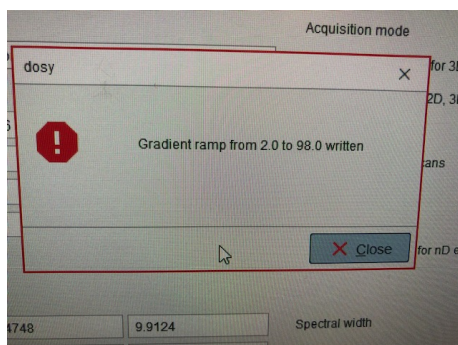 Acquisition mode
dosy
for 3
2D, 3
Gradient ramp from 2.0 to 98.0 written
ans
Close
for nD e
4748
9.9124
Spectral width